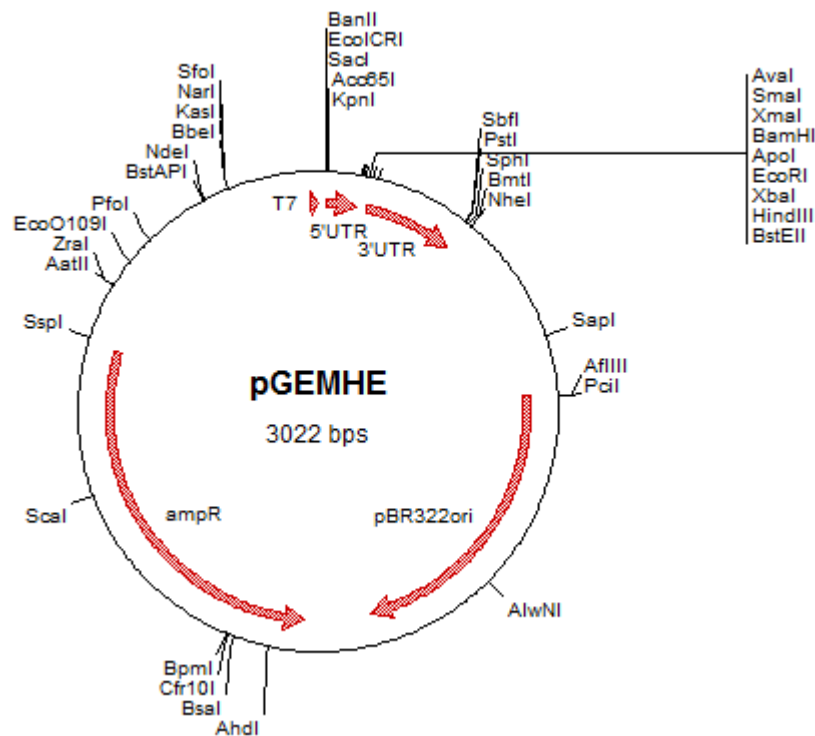 BanII
EcoICRI
SacI
Acc65I
KpnI
SfoI
NarI
KasI
BbeI
NdeI
BstAPI
PfoI
EcoO109I
ZraI
AatII
SspI
ScaI
SbfI
PstI
SphI
BmtI
NheI
AvaI
SmaI
XmaI
BamHI
ApoI
EcoRI
XbaI
HindIII
BstEII
T7
5'UTR
3'UTR
SapI
AflIII
PciI
pGEMHE
3022 bps
ampR
pBR322ori
AlwNI
BpmI
Cfr10I
BsaI
AhdI